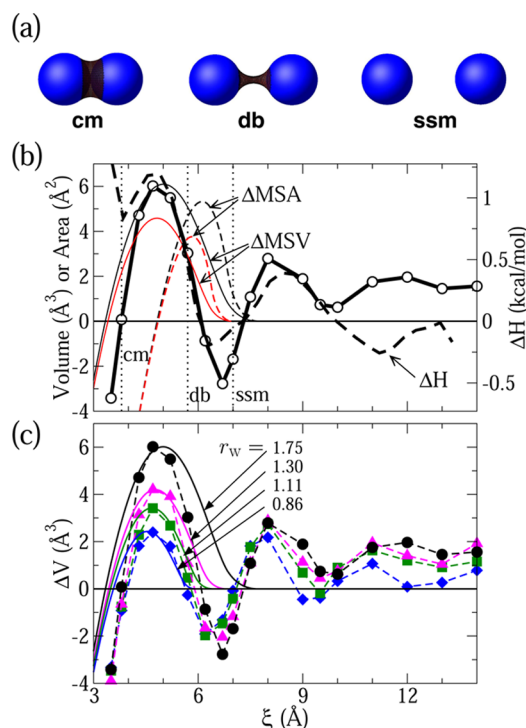 (a)
cm db ssm
(b)
6
4
2
0
-2
-4
Volume (Å³) or Area (Å²)
ΔMSA
ΔMSV
cm
db
ssm
ΔH
1
0.5
0
-0.5
ΔH (kcal/mol)
(c)
6
4
2
0
-2
-4
ΔV (Å³)
r_W = 1.75
1.30
1.11
0.86
3 6 9 12
ξ (Å)